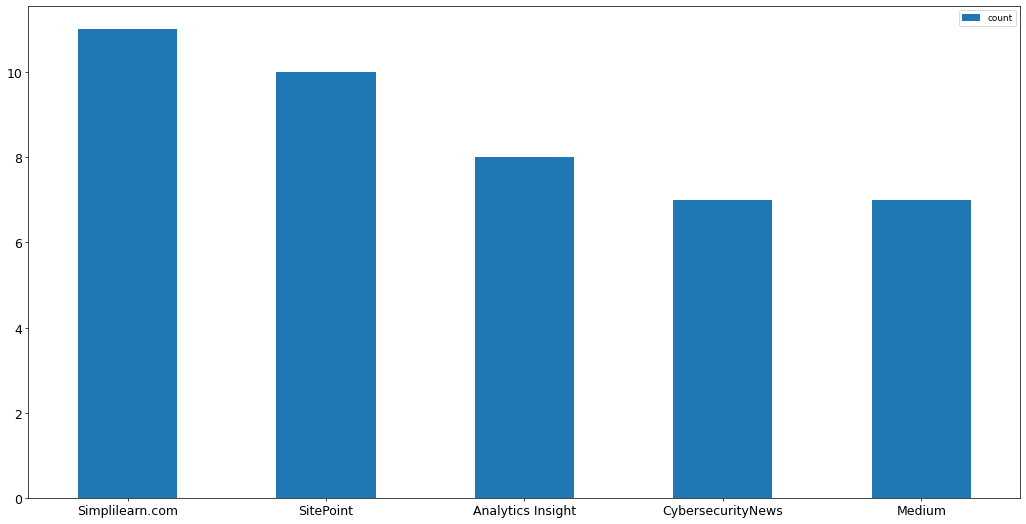 count
10
8
6
4
2
0
Simplilearn.com
SitePoint
Analytics Insight
CybersecurityNews
Medium